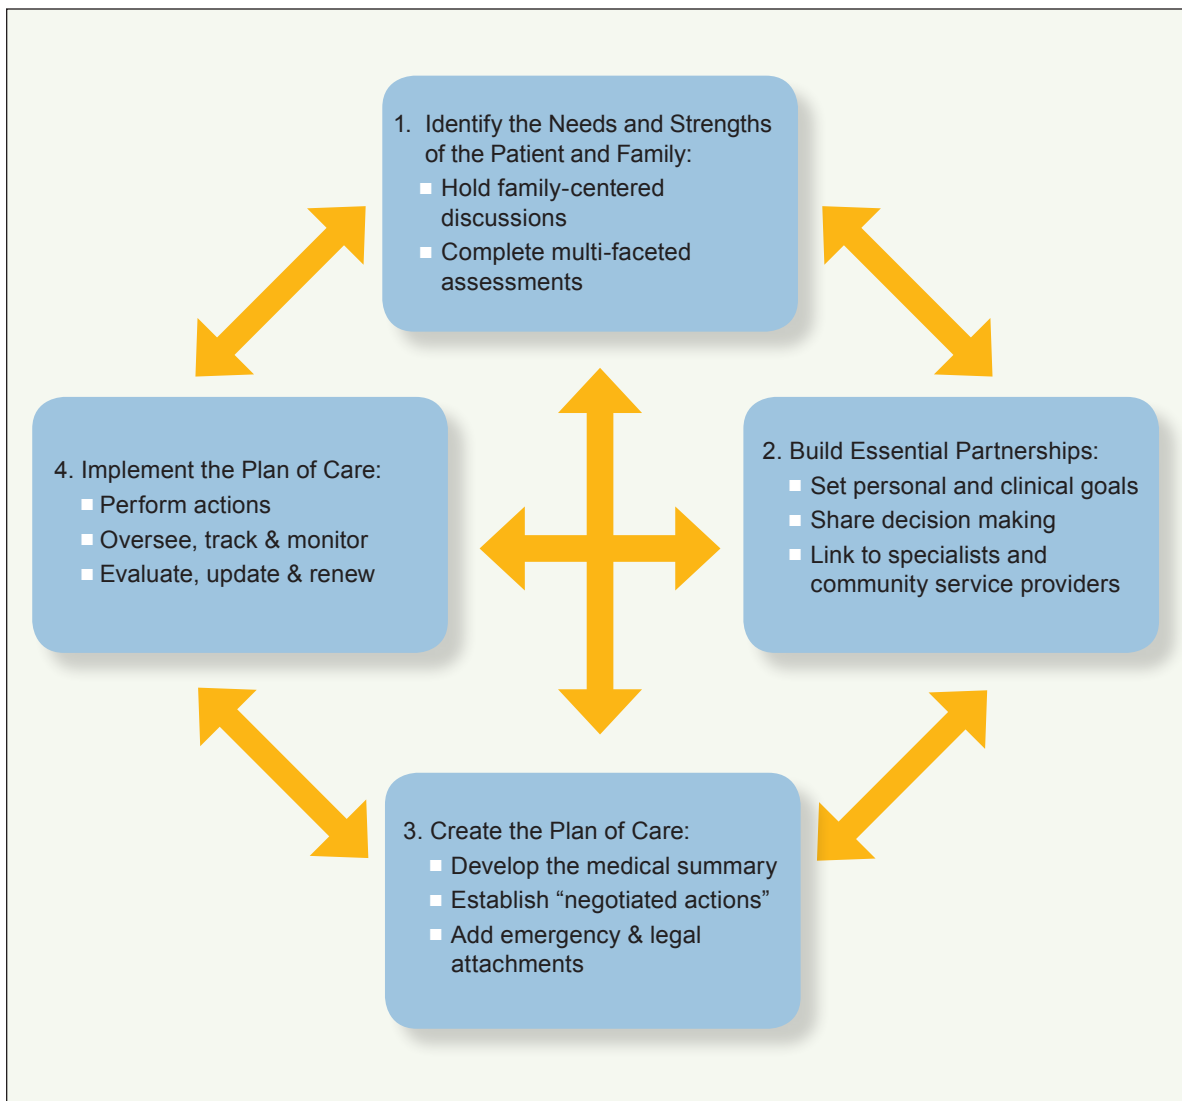 1. Identify the Needs and Strengths
of the Patient and Family:
Hold family-centered
discussions
Complete multi-faceted
assessments
2. Build Essential Partnerships:
Set personal and clinical goals
Share decision making
Link to specialists and
community service providers
3. Create the Plan of Care:
Develop the medical summary
Establish “negotiated actions”
Add emergency & legal
attachments
4. Implement the Plan of Care:
Perform actions
Oversee, track & monitor
Evaluate, update & renew